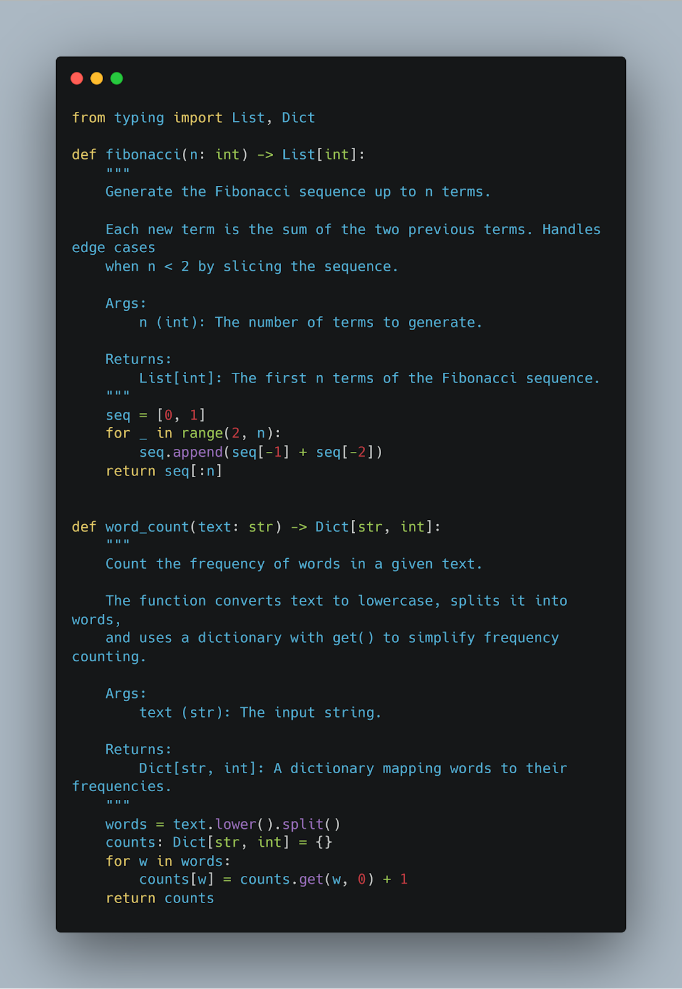 from typing import List, Dict

def fibonacci(n: int) -> List[int]:
    """
    Generate the Fibonacci sequence up to n terms.

    Each new term is the sum of the two previous terms. Handles
edge cases
    when n < 2 by slicing the sequence.

    Args:
        n (int): The number of terms to generate.

    Returns:
        List[int]: The first n terms of the Fibonacci sequence.
    """
    seq = [0, 1]
    for _ in range(2, n):
        seq.append(seq[-1] + seq[-2])
    return seq[:n]


def word_count(text: str) -> Dict[str, int]:
    """
    Count the frequency of words in a given text.

    The function converts text to lowercase, splits it into
words,
    and uses a dictionary with get() to simplify frequency
counting.

    Args:
        text (str): The input string.

    Returns:
        Dict[str, int]: A dictionary mapping words to their
frequencies.
    """
    words = text.lower().split()
    counts: Dict[str, int] = {}
    for w in words:
        counts[w] = counts.get(w, 0) + 1
    return counts